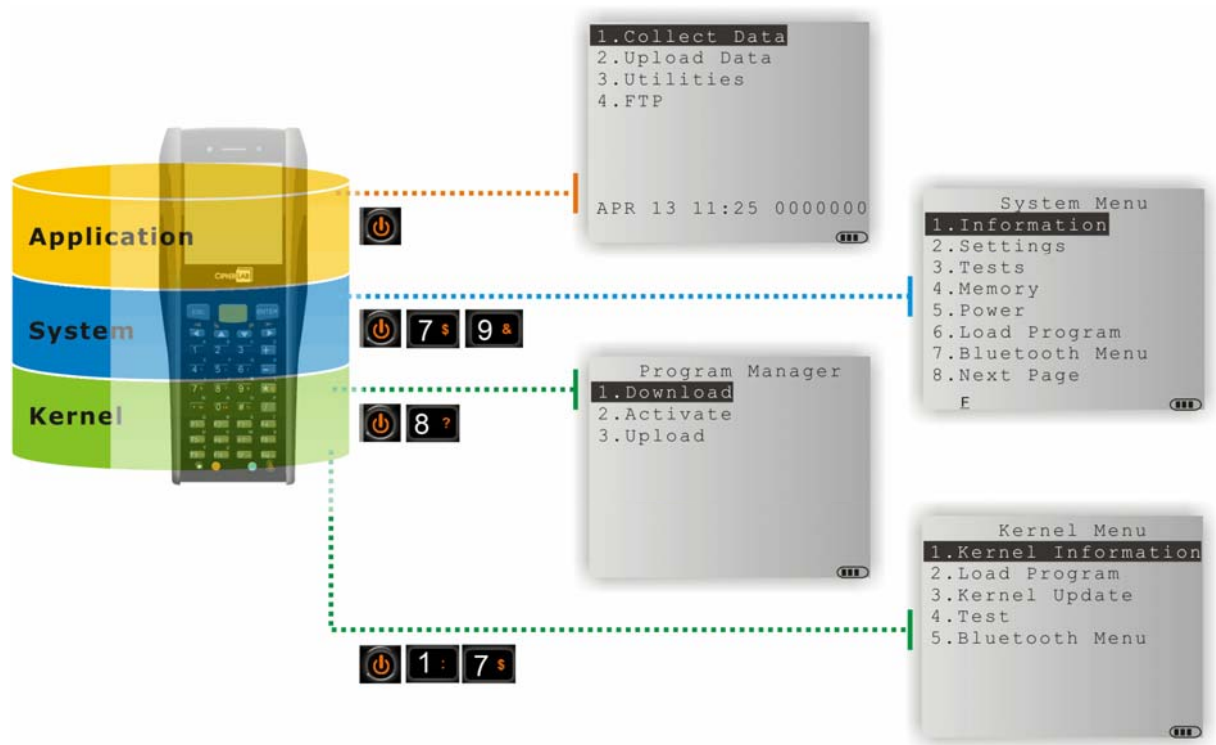 1.Collect Data
2.Upload Data
3.Utilities
4.FTP
APR 13 11:25 0000000
Application
System
Kernel
CIPHERLAB
ESC
ENTER
7 $ 9 &
8 ?
1 : 7 $
System Menu
1.Information
2.Settings
3.Tests
4.Memory
5.Power
6.Load Program
7.Bluetooth Menu
8.Next Page
F
Program Manager
1.Download
2.Activate
3.Upload
Kernel Menu
1.Kernel Information
2.Load Program
3.Kernel Update
4.Test
5.Bluetooth Menu